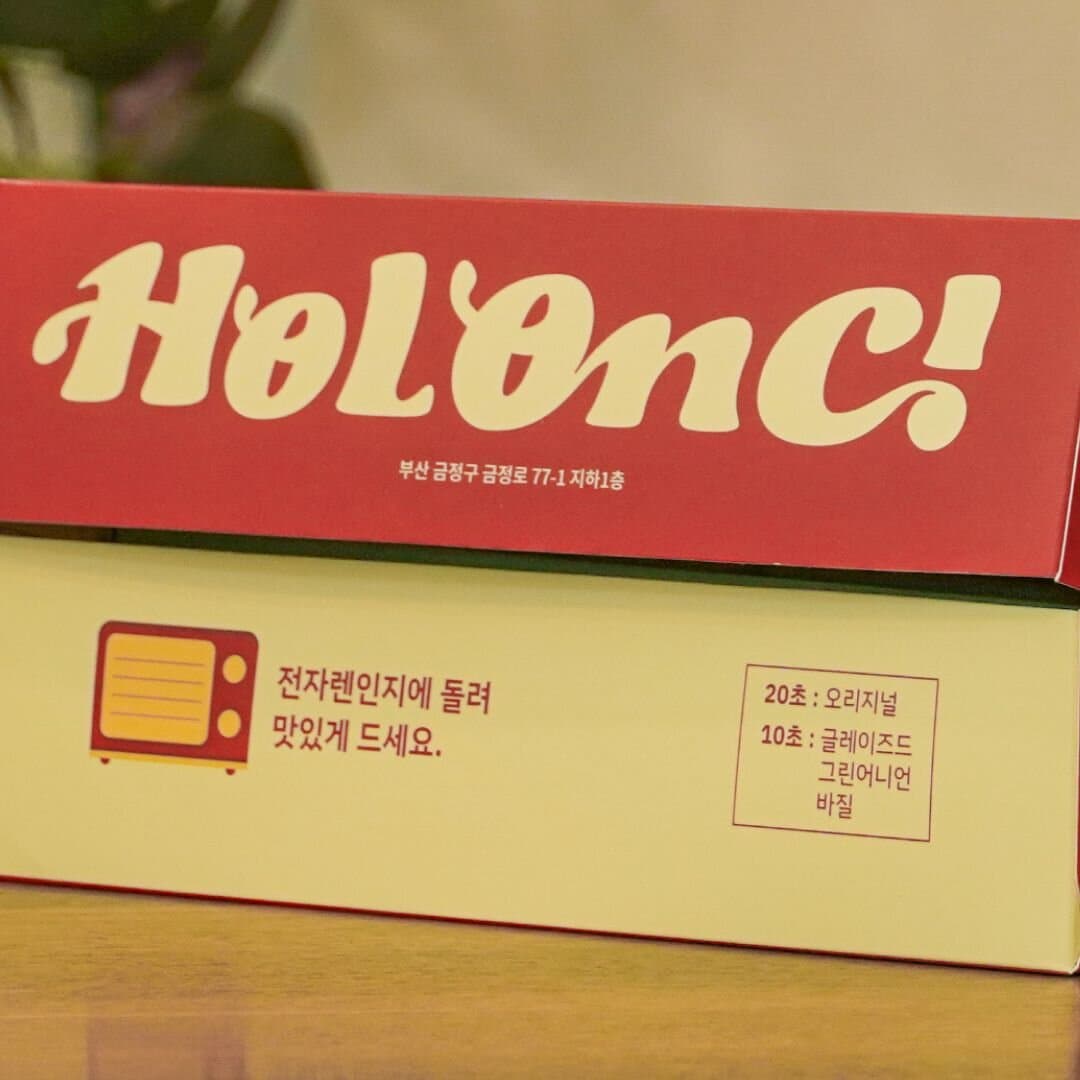 HolOnC!
부산 금정구 금정로 77-1 지하1층
전자렌인지에 돌려
맛있게 드세요.
20초 : 오리지널
10초 : 글레이즈드
그린어니언
바질